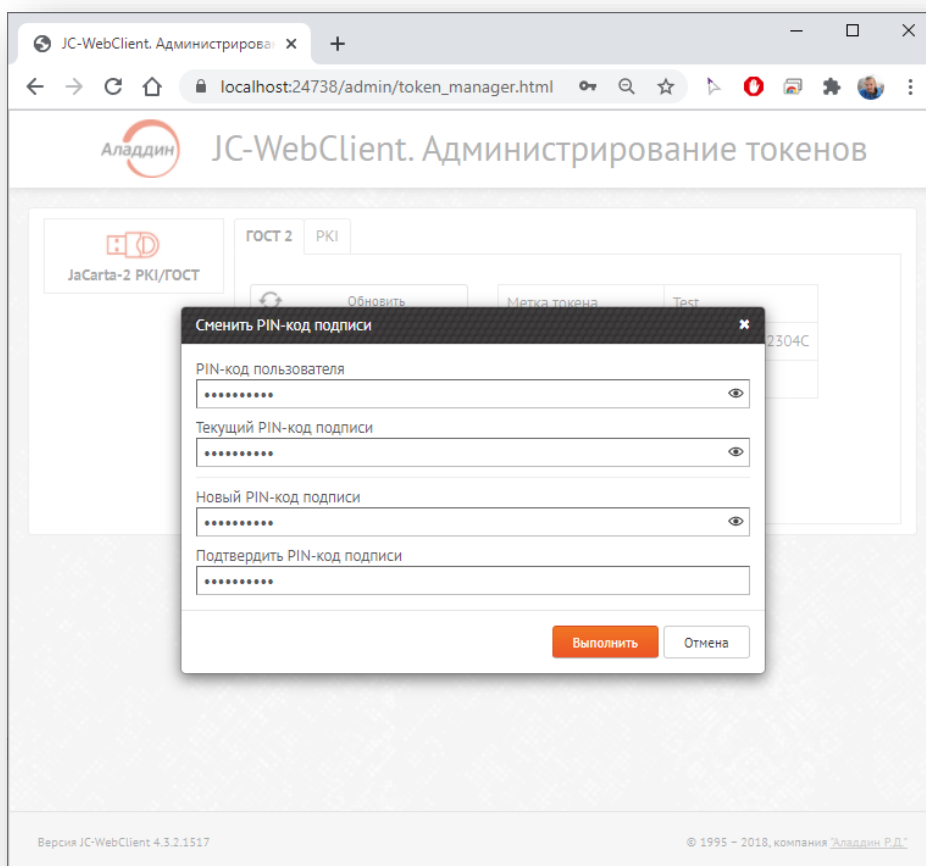 JC-WebClient. Администрирова
localhost:24738/admin/token_manager.html
Аладдин
JC-WebClient. Администрирование токенов
JaCarta-2 PKI/ГОСТ
ГОСТ 2 PKI
Обновить
Метка токена Test
2304C
Сменить PIN-код подписи
PIN-код пользователя
••••••••••
Текущий PIN-код подписи
••••••••••
Новый PIN-код подписи
••••••••••
Подтвердить PIN-код подписи
••••••••••
Выполнить Отмена
Версия JC-WebClient 4.3.2.1517
© 1995 – 2018, компания "Аладдин Р.Д."